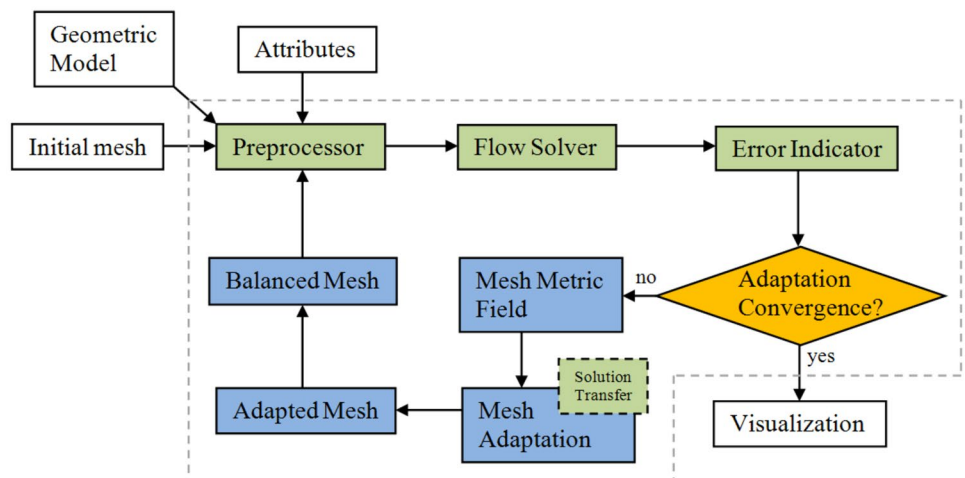 Geometric
Model
Attributes
Initial mesh
Preprocessor
Flow Solver
Error Indicator
Balanced Mesh
Mesh Metric
Field
no
Adaptation
Convergence?
yes
Solution
Transfer
Adapted Mesh
Mesh
Adaptation
Visualization